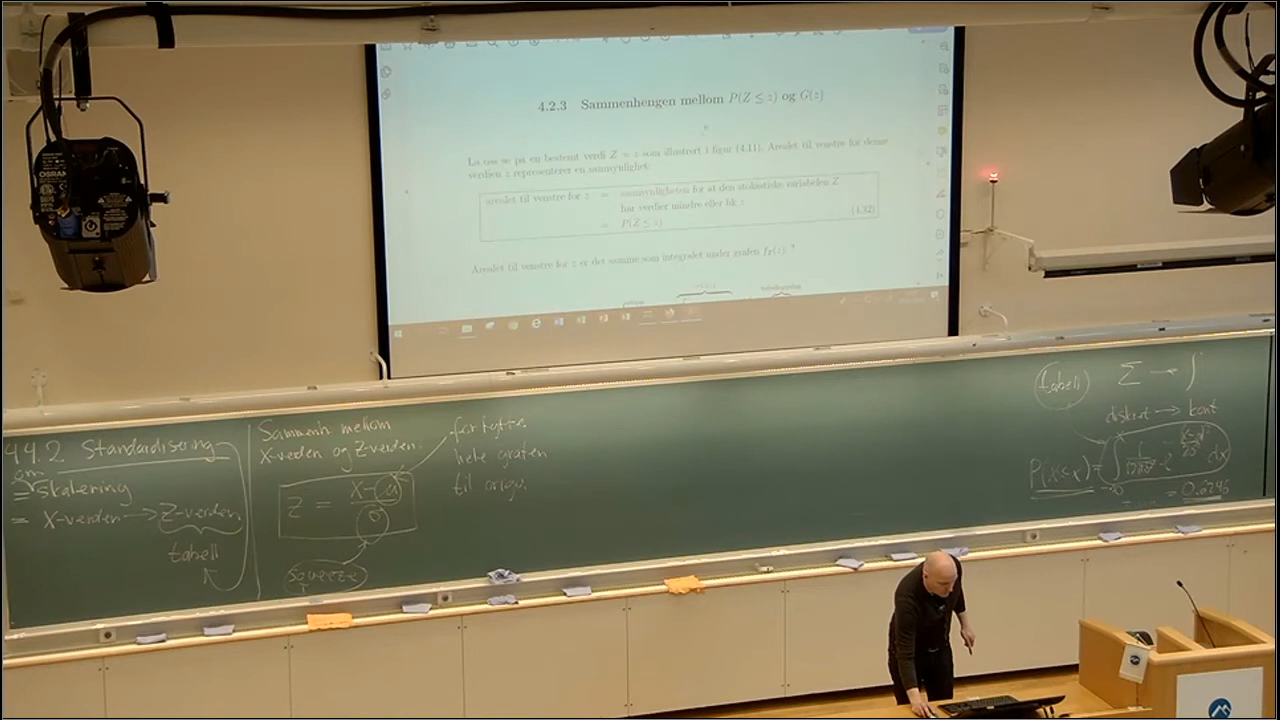 4.2.3 Sammenhengen mellom P(Z ≤ z) og G(z)
La oss se på en bestemt verdi Z = z som illustrert i figur (4.11). Arealet til venstre for denne
verdien z representerer en sannsynlighet:
arealet til venstre for z = sannsynligheten for at den stokastiske variabelen Z
har verdier mindre eller lik z
= P(Z ≤ z)
(4.32)
Arealet til venstre for z er det samme som integralet under grafen
OSRAM
4.4.2 Standardisering
= skalering
= X-verden → Z-verden
tabell
Sammenh. mellom
X-verden og Z-verden:
Z = X-μ / σ
squeeze
forflytte
hele grafen
til origo
tabell
Σ → ∫
diskret → kont
= 0.6246